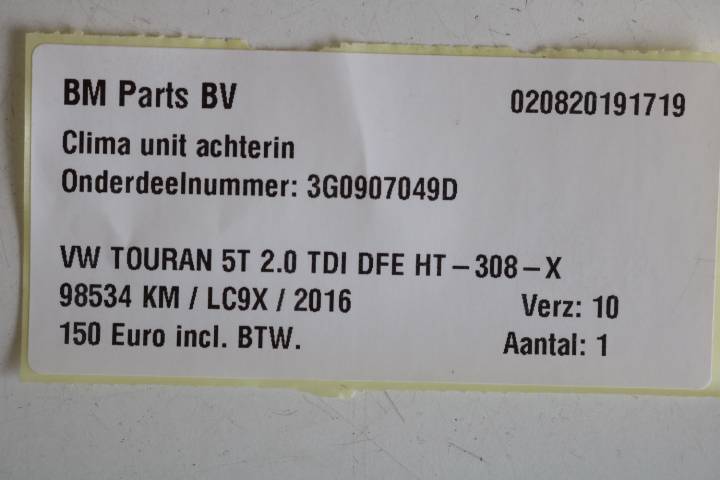 BM Parts BV 020820191719
Clima unit achterin
Onderdeelnummer: 3G0907049D
VW TOURAN 5T 2.0 TDI DFE HT-308-X
98534 KM / LC9X / 2016 Verz: 10
150 Euro incl. BTW. Aantal: 1